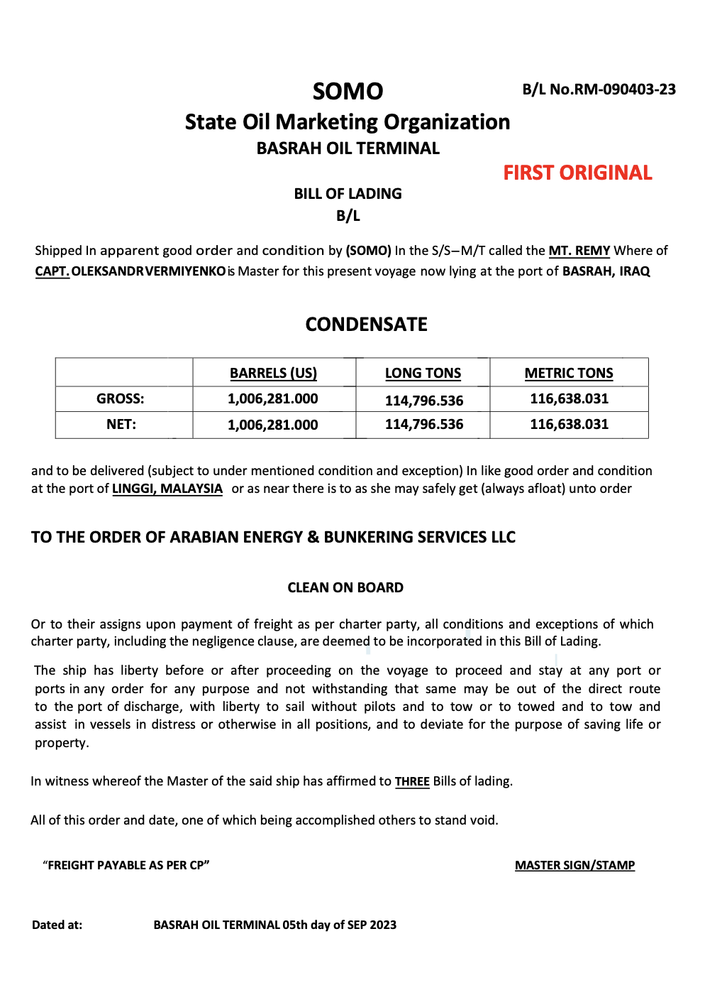 SOMO
B/L No.RM-090403-23
State Oil Marketing Organization
BASRAH OIL TERMINAL
FIRST ORIGINAL
BILL OF LADING
B/L
Shipped In apparent good order and condition by (SOMO) In the S/S–M/T called the MT. REMY Where of
CAPT. OLEKSANDR VERMIYENKO is Master for this present voyage now lying at the port of BASRAH, IRAQ
CONDENSATE
BARRELS (US) LONG TONS METRIC TONS
GROSS: 1,006,281.000 114,796.536 116,638.031
NET: 1,006,281.000 114,796.536 116,638.031
and to be delivered (subject to under mentioned condition and exception) In like good order and condition
at the port of LINGGI, MALAYSIA or as near there is to as she may safely get (always afloat) unto order
TO THE ORDER OF ARABIAN ENERGY & BUNKERING SERVICES LLC
CLEAN ON BOARD
Or to their assigns upon payment of freight as per charter party, all conditions and exceptions of which
charter party, including the negligence clause, are deemed to be incorporated in this Bill of Lading.
The ship has liberty before or after proceeding on the voyage to proceed and stay at any port or
ports in any order for any purpose and not withstanding that same may be out of the direct route
to the port of discharge, with liberty to sail without pilots and to tow or to towed and to tow and
assist in vessels in distress or otherwise in all positions, and to deviate for the purpose of saving life or
property.
In witness whereof the Master of the said ship has affirmed to THREE Bills of lading.
All of this order and date, one of which being accomplished others to stand void.
“FREIGHT PAYABLE AS PER CP” MASTER SIGN/STAMP
Dated at: BASRAH OIL TERMINAL 05th day of SEP 2023